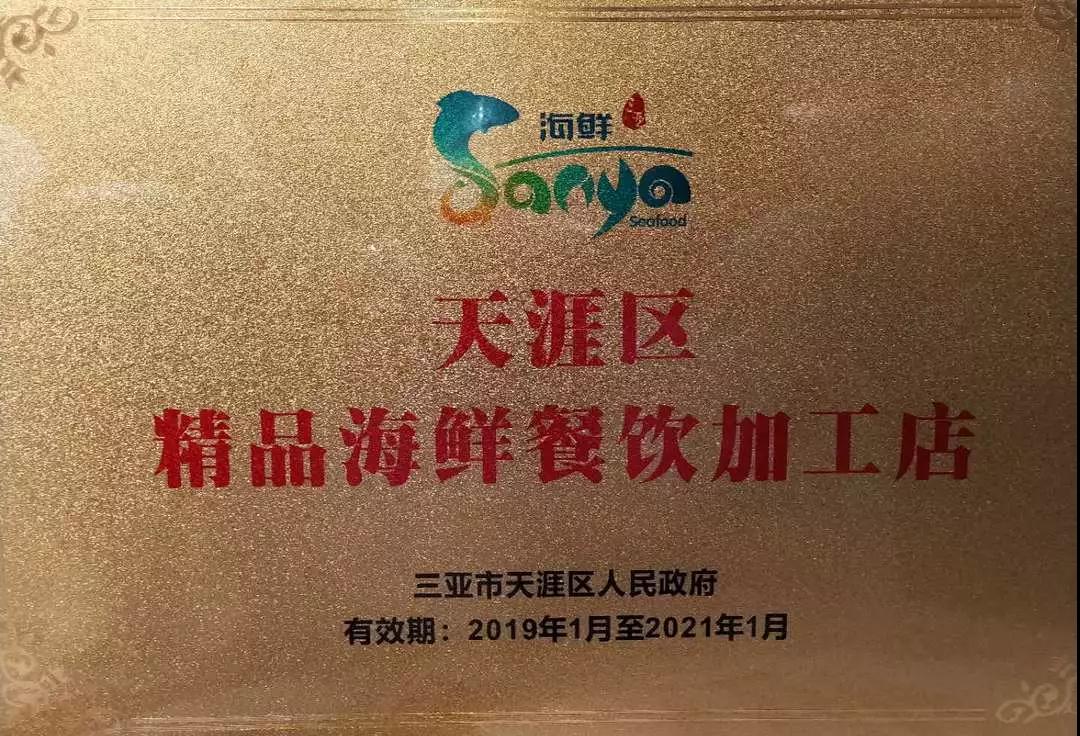 海鲜
Sanya
Seafood
天涯区
精品海鲜餐饮加工店
三亚市天涯区人民政府
有效期：2019年1月至2021年1月